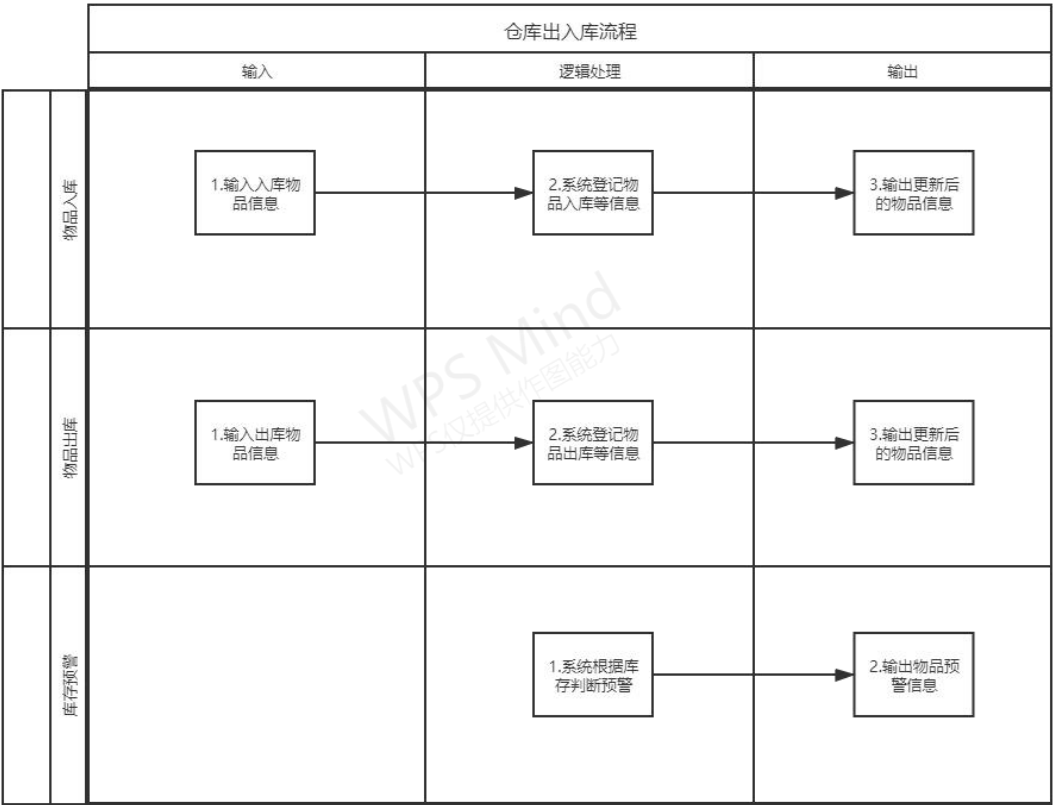 仓库出入库流程
输入
逻辑处理
输出
物品入库
1.输入入库物
品信息
2.系统登记物
品入库等信息
3.输出更新后
的物品信息
物品出库
1.输入出库物
品信息
2.系统登记物
品出库等信息
3.输出更新后
的物品信息
库存预警
1.系统根据库
存判断预警
2.输出物品预
警信息
WPS Mind
WPS仅提供作图能力